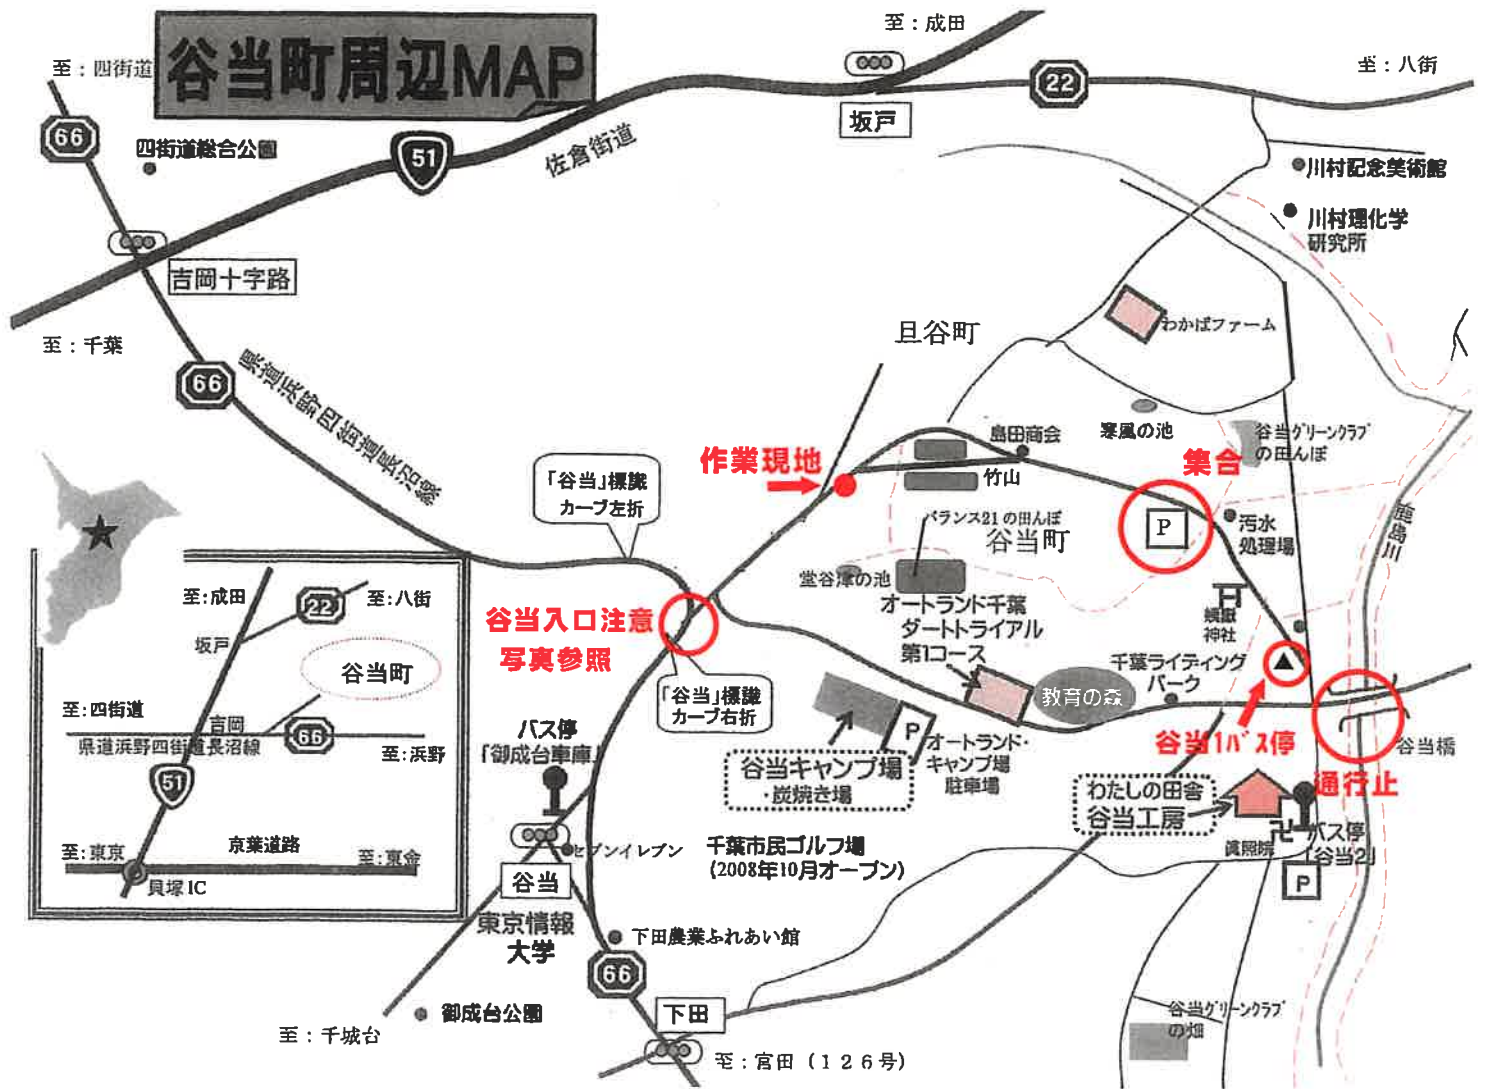 谷当町周辺MAP
至：成田
至：八街
至：四街道
66
22
坂戸
四街道総合公園
51
佐倉街道
川村記念美術館
川村理化学
研究所
吉岡十字路
至：千葉
66
県道浜野四街道長沼線
わかばファーム
旦谷町
島田商会
寒風の池
谷当グリーンクラブ
の田んぼ
作業現地
集合
竹山
「谷当」標識
カーブ左折
バランス21の田んぼ
谷当町
P
汚水
処理場
鹿島川
堂谷津の池
オートランド千葉
ダートトライアル
第1コース
神社
谷当入口注意
写真参照
千葉ライディング
パーク
教育の森
「谷当」標識
カーブ右折
至:成田
22
至:八街
坂戸
谷当町
至:四街道
吉岡
66
県道浜野四街道長沼線
至:浜野
51
京葉道路
至:東京
至:東金
貝塚IC
バス停
「御成台車庫」
P
オートランド・
キャンプ場
駐車場
谷当キャンプ場
・炭焼き場
谷当1バス停
谷当橋
通行止
わたしの田舎
谷当工房
バス停
「谷当2」
眞照院
P
セブンイレブン
千葉市民ゴルフ場
(2008年10月オープン)
谷当
東京情報
大学
下田農業ふれあい館
66
御成台公園
下田
至：千城台
至：富田（126号）
谷当グリーンクラブ
の畑